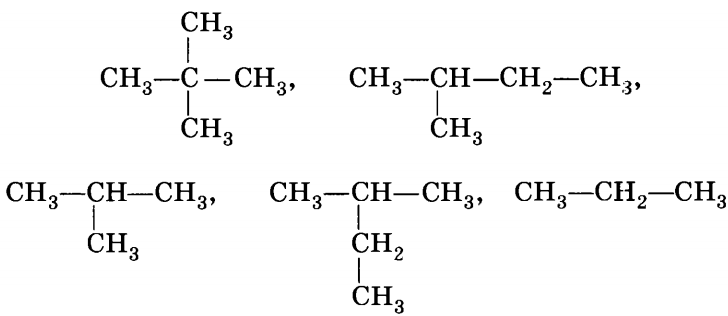 CH₃
CH₃—C—CH₃, CH₃—CH—CH₂—CH₃,
CH₃ CH₃
CH₃—CH—CH₃, CH₃—CH—CH₃, CH₃—CH₂—CH₃
CH₃ CH₂
CH₃